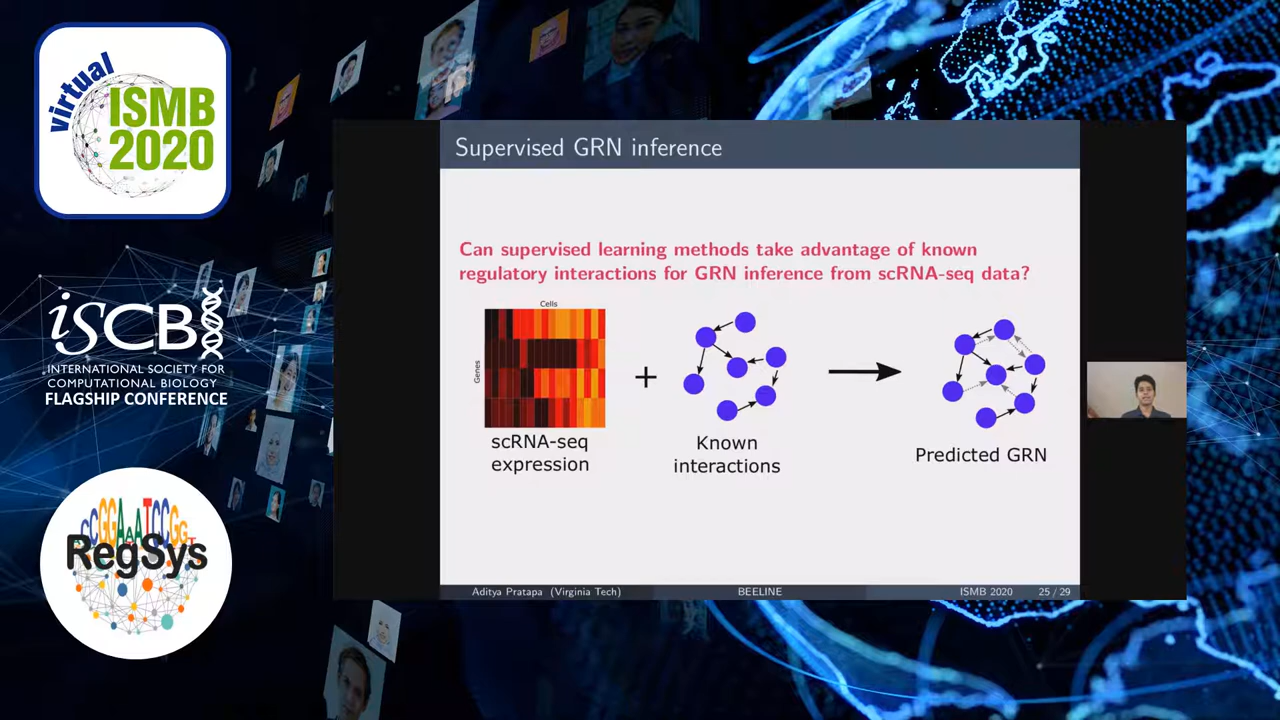 virtual
ISMB
2020
iSCB
INTERNATIONAL SOCIETY FOR
COMPUTATIONAL BIOLOGY
FLAGSHIP CONFERENCE
RegSys
Supervised GRN inference
Can supervised learning methods take advantage of known
regulatory interactions for GRN inference from scRNA-seq data?
Cells
Genes
scRNA-seq
expression
+
Known
interactions
Predicted GRN
Aditya Pratapa (Virginia Tech)
BEELINE
ISMB 2020
25 / 29